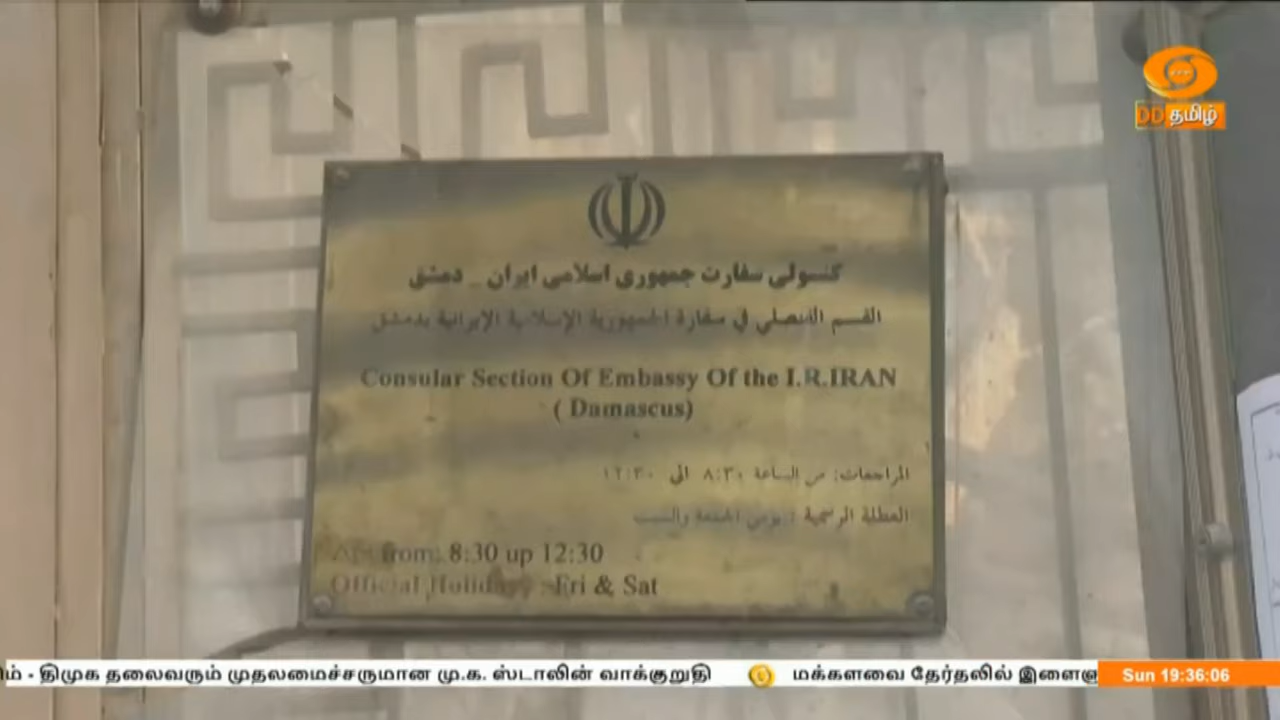 DD தமிழ்
کنسولی سفارت جمهوری اسلامی ایران _ دمشق
القسم القنصلي في سفارة الجمهورية الإسلامية الإيرانية بدمشق
Consular Section Of Embassy Of the I.R.IRAN
( Damascus)
المراجعات: من الساعة ٨:٣٠ الى ١٢:٣٠
العطلة الرسمية : يومي الجمعة والسبت
from: 8:30 up 12:30
Official Holidays : Fri & Sat
- திமுக தலைவரும் முதலமைச்சருமான மு.க. ஸ்டாலின் வாக்குறுதி மக்களவை தேர்தலில்
Sun 19:36:06